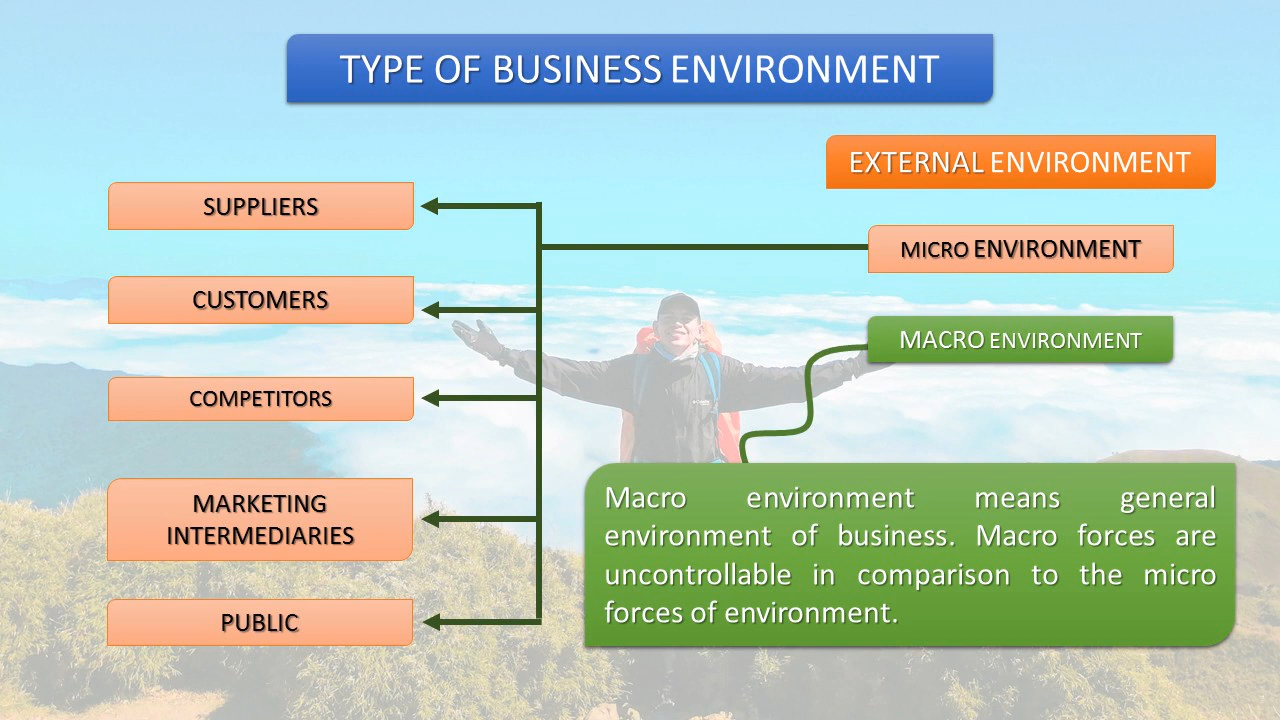 TYPE OF BUSINESS ENVIRONMENT
EXTERNAL ENVIRONMENT
MICRO ENVIRONMENT
MACRO ENVIRONMENT
SUPPLIERS
CUSTOMERS
COMPETITORS
MARKETING
INTERMEDIARIES
PUBLIC
Macro environment means general
environment of business. Macro forces are
uncontrollable in comparison to the micro
forces of environment.